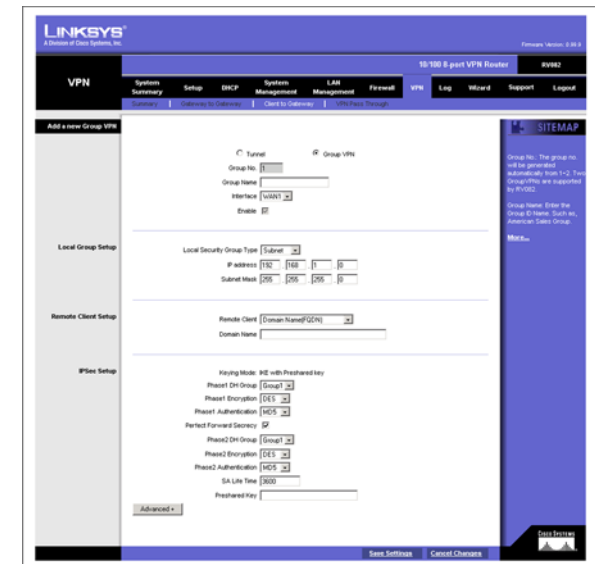 LINKSYS®
A Division of Cisco Systems, Inc.
Firmware Version: 0.99.9
10/100 8-port VPN Router RV082
VPN
System Summary Setup DHCP System Management LAN Management Firewall VPN Log Wizard Support Logout
Summary | Gateway to Gateway | Client to Gateway | VPN Pass Through
Add a new Group VPN
Tunnel Group VPN
Group No. 1
Group Name
Interface WAN1
Enable
Local Group Setup
Local Security Group Type Subnet
IP address 192 . 168 . 1 . 0
Subnet Mask 255 . 255 . 255 . 0
Remote Client Setup
Remote Client Domain Name(FQDN)
Domain Name
IPSec Setup
Keying Mode IKE with Preshared key
Phase1 DH Group Group1
Phase1 Encryption DES
Phase1 Authentication MD5
Perfect Forward Secrecy
Phase2 DH Group Group1
Phase2 Encryption DES
Phase2 Authentication MD5
SA Life Time 3600
Preshared Key
Advanced +
SITEMAP
Group No.: The group no.
will be generated
automatically from 1~2. Two
GroupVPNs are supported
by RV082.
Group Name: Enter the
Group ID Name. Such as,
American Sales Group.
More...
Save Settings Cancel Changes
CISCO SYSTEMS